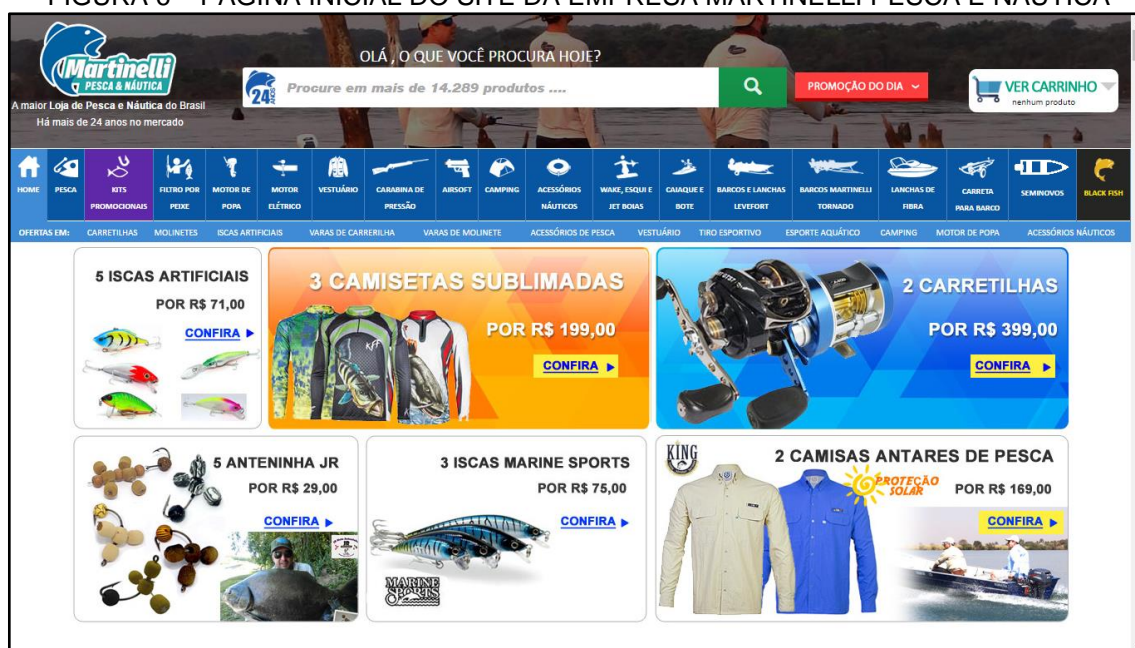 FIGURA 6 – PÁGINA INICIAL DO SITE DA EMPRESA MARTINELLI PESCA E NÁUTICA
Martinelli
PESCA & NÁUTICA
A maior Loja de Pesca e Náutica do Brasil
Há mais de 24 anos no mercado
OLÁ , O QUE VOCÊ PROCURA HOJE?
24 ANOS
Procure em mais de 14.289 produtos ....
PROMOÇÃO DO DIA
VER CARRINHO
nenhum produto
HOME
PESCA
KITS
PROMOCIONAIS
FILTRO POR
PEIXE
MOTOR DE
POPA
MOTOR
ELÉTRICO
VESTUÁRIO
CARABINA DE
PRESSÃO
AIRSOFT
CAMPING
ACESSÓRIOS
NÁUTICOS
WAKE, ESQUI E
JET BOIAS
CAIAQUE E
BOTE
BARCOS E LANCHAS
LEVEFORT
BARCOS MARTINELLI
TORNADO
LANCHAS DE
FIBRA
CARRETA
PARA BARCO
SEMINOVOS
BLACK FISH
OFERTAS EM: CARRETILHAS MOLINETES ISCAS ARTIFICIAIS VARAS DE CARRERILHA VARAS DE MOLINETE ACESSÓRIOS DE PESCA VESTUÁRIO TIRO ESPORTIVO ESPORTE AQUÁTICO CAMPING MOTOR DE POPA ACESSÓRIOS NÁUTICOS
5 ISCAS ARTIFICIAIS
POR R$ 71,00
CONFIRA
3 CAMISETAS SUBLIMADAS
POR R$ 199,00
CONFIRA
KFF
2 CARRETILHAS
POR R$ 399,00
CONFIRA
5 ANTENINHA JR
POR R$ 29,00
CONFIRA
3 ISCAS MARINE SPORTS
POR R$ 75,00
CONFIRA
MARINE
SPORTS
KING
2 CAMISAS ANTARES DE PESCA
PROTEÇÃO
SOLAR
POR R$ 169,00
CONFIRA